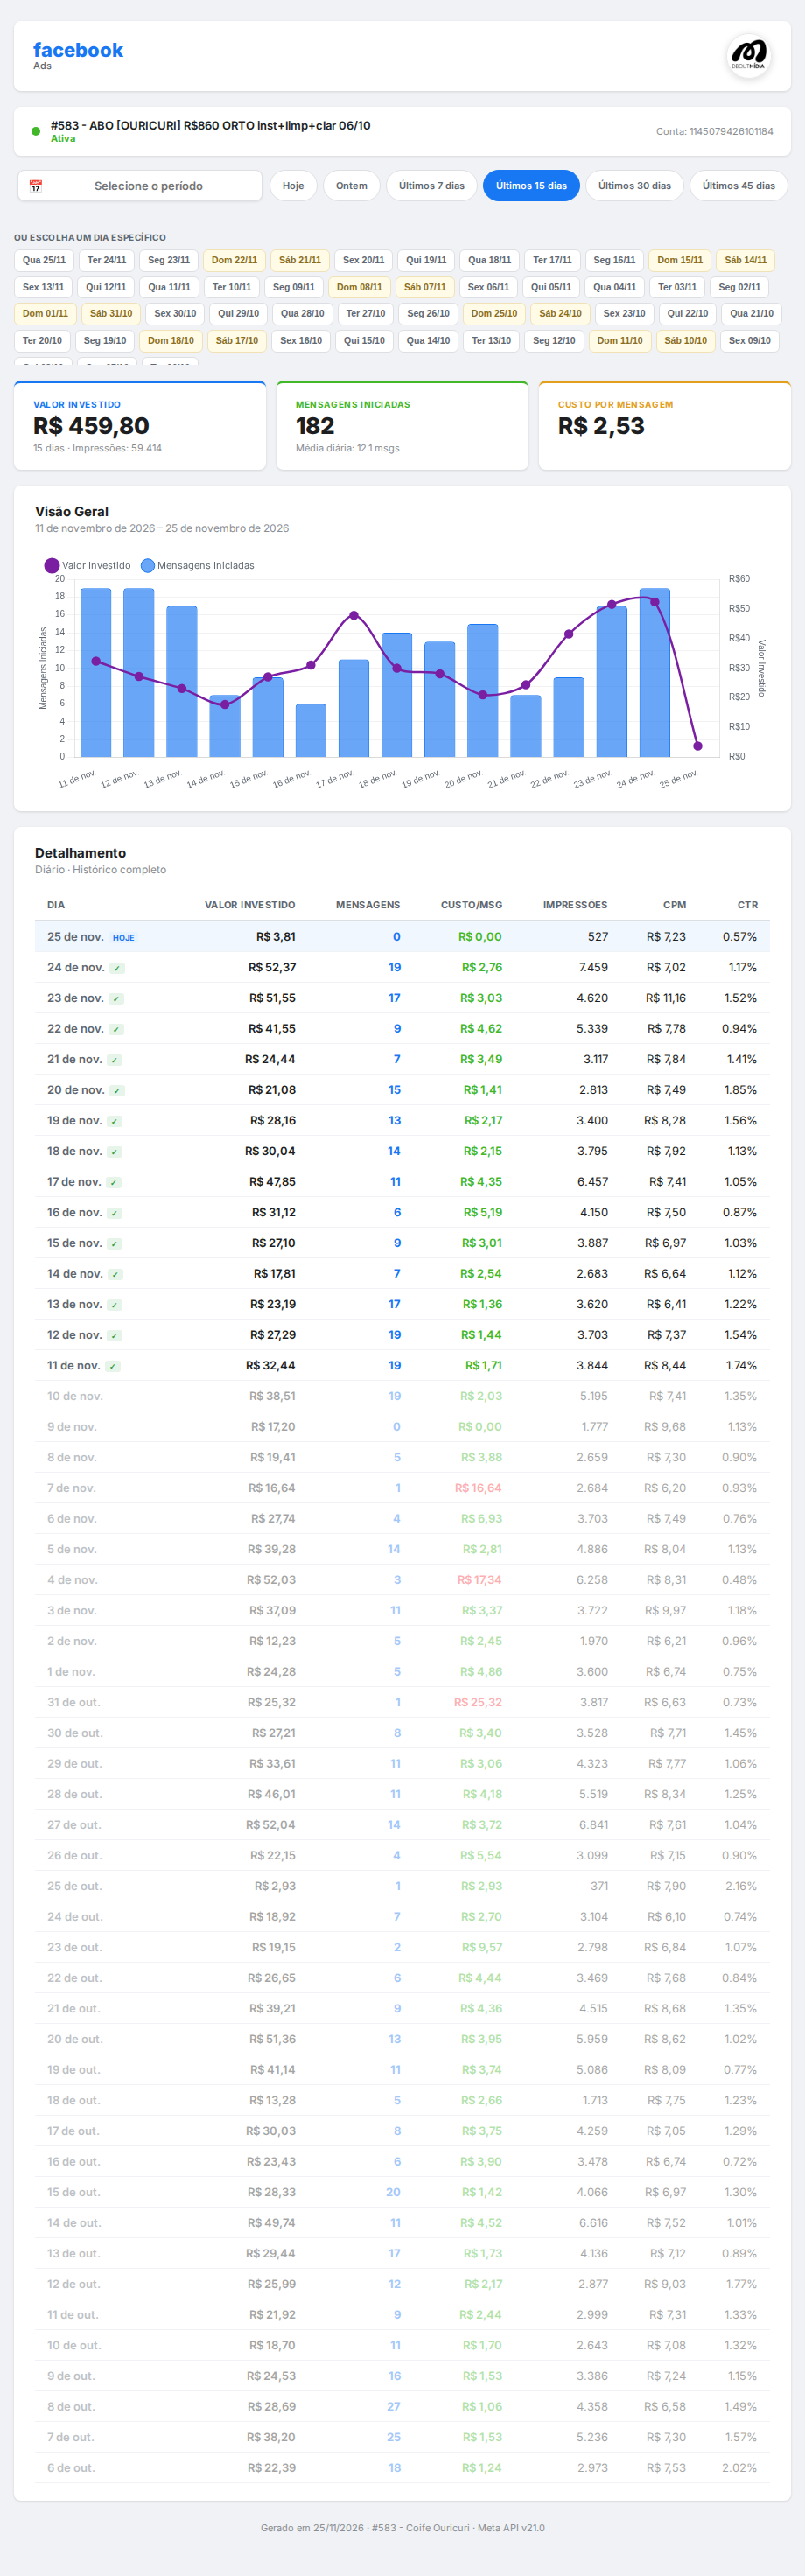 facebook
Ads
DBOUTMÍDIA
#583 - ABO [OURICURI] R$860 ORTO inst+limp+clar 06/10
Ativa
Conta: 1145079426101184
📅 Selecione o período Hoje Ontem Últimos 7 dias Últimos 15 dias Últimos 30 dias Últimos 45 dias
OU ESCOLHA UM DIA ESPECÍFICO
Qua 25/11 Ter 24/11 Seg 23/11 Dom 22/11 Sáb 21/11 Sex 20/11 Qui 19/11 Qua 18/11 Ter 17/11 Seg 16/11 Dom 15/11 Sáb 14/11
Sex 13/11 Qui 12/11 Qua 11/11 Ter 10/11 Seg 09/11 Dom 08/11 Sáb 07/11 Sex 06/11 Qui 05/11 Qua 04/11 Ter 03/11 Seg 02/11
Dom 01/11 Sáb 31/10 Sex 30/10 Qui 29/10 Qua 28/10 Ter 27/10 Seg 26/10 Dom 25/10 Sáb 24/10 Sex 23/10 Qui 22/10 Qua 21/10
Ter 20/10 Seg 19/10 Dom 18/10 Sáb 17/10 Sex 16/10 Qui 15/10 Qua 14/10 Ter 13/10 Seg 12/10 Dom 11/10 Sáb 10/10 Sex 09/10
VALOR INVESTIDO
R$ 459,80
15 dias · Impressões: 59.414
MENSAGENS INICIADAS
182
Média diária: 12.1 msgs
CUSTO POR MENSAGEM
R$ 2,53
Visão Geral
11 de novembro de 2026 – 25 de novembro de 2026
Valor Investido Mensagens Iniciadas
Mensagens Iniciadas
20
18
16
14
12
10
8
6
4
2
0
R$60
R$50
R$40
R$30
R$20
R$10
R$0
Valor Investido
11 de nov. 12 de nov. 13 de nov. 14 de nov. 15 de nov. 16 de nov. 17 de nov. 18 de nov. 19 de nov. 20 de nov. 21 de nov. 22 de nov. 23 de nov. 24 de nov. 25 de nov.
Detalhamento
Diário · Histórico completo
DIA VALOR INVESTIDO MENSAGENS CUSTO/MSG IMPRESSÕES CPM CTR
25 de nov. HOJE R$ 3,81 0 R$ 0,00 527 R$ 7,23 0.57%
24 de nov. ✓ R$ 52,37 19 R$ 2,76 7.459 R$ 7,02 1.17%
23 de nov. ✓ R$ 51,55 17 R$ 3,03 4.620 R$ 11,16 1.52%
22 de nov. ✓ R$ 41,55 9 R$ 4,62 5.339 R$ 7,78 0.94%
21 de nov. ✓ R$ 24,44 7 R$ 3,49 3.117 R$ 7,84 1.41%
20 de nov. ✓ R$ 21,08 15 R$ 1,41 2.813 R$ 7,49 1.85%
19 de nov. ✓ R$ 28,16 13 R$ 2,17 3.400 R$ 8,28 1.56%
18 de nov. ✓ R$ 30,04 14 R$ 2,15 3.795 R$ 7,92 1.13%
17 de nov. ✓ R$ 47,85 11 R$ 4,35 6.457 R$ 7,41 1.05%
16 de nov. ✓ R$ 31,12 6 R$ 5,19 4.150 R$ 7,50 0.87%
15 de nov. ✓ R$ 27,10 9 R$ 3,01 3.887 R$ 6,97 1.03%
14 de nov. ✓ R$ 17,81 7 R$ 2,54 2.683 R$ 6,64 1.12%
13 de nov. ✓ R$ 23,19 17 R$ 1,36 3.620 R$ 6,41 1.22%
12 de nov. ✓ R$ 27,29 19 R$ 1,44 3.703 R$ 7,37 1.54%
11 de nov. ✓ R$ 32,44 19 R$ 1,71 3.844 R$ 8,44 1.74%
10 de nov. R$ 38,51 19 R$ 2,03 5.195 R$ 7,41 1.35%
9 de nov. R$ 17,20 0 R$ 0,00 1.777 R$ 9,68 1.13%
8 de nov. R$ 19,41 5 R$ 3,88 2.659 R$ 7,30 0.90%
7 de nov. R$ 16,64 1 R$ 16,64 2.684 R$ 6,20 0.93%
6 de nov. R$ 27,74 4 R$ 6,93 3.703 R$ 7,49 0.76%
5 de nov. R$ 39,28 14 R$ 2,81 4.886 R$ 8,04 1.13%
4 de nov. R$ 52,03 3 R$ 17,34 6.258 R$ 8,31 0.48%
3 de nov. R$ 37,09 11 R$ 3,37 3.722 R$ 9,97 1.18%
2 de nov. R$ 12,23 5 R$ 2,45 1.970 R$ 6,21 0.96%
1 de nov. R$ 24,28 5 R$ 4,86 3.600 R$ 6,74 0.75%
31 de out. R$ 25,32 1 R$ 25,32 3.817 R$ 6,63 0.73%
30 de out. R$ 27,21 8 R$ 3,40 3.528 R$ 7,71 1.45%
29 de out. R$ 33,61 11 R$ 3,06 4.323 R$ 7,77 1.06%
28 de out. R$ 46,01 11 R$ 4,18 5.519 R$ 8,34 1.25%
27 de out. R$ 52,04 14 R$ 3,72 6.841 R$ 7,61 1.04%
26 de out. R$ 22,15 4 R$ 5,54 3.099 R$ 7,15 0.90%
25 de out. R$ 2,93 1 R$ 2,93 371 R$ 7,90 2.16%
24 de out. R$ 18,92 7 R$ 2,70 3.104 R$ 6,10 0.74%
23 de out. R$ 19,15 2 R$ 9,57 2.798 R$ 6,84 1.07%
22 de out. R$ 26,65 6 R$ 4,44 3.469 R$ 7,68 0.84%
21 de out. R$ 39,21 9 R$ 4,36 4.515 R$ 8,68 1.35%
20 de out. R$ 51,36 13 R$ 3,95 5.959 R$ 8,62 1.02%
19 de out. R$ 41,14 11 R$ 3,74 5.086 R$ 8,09 0.77%
18 de out. R$ 13,28 5 R$ 2,66 1.713 R$ 7,75 1.23%
17 de out. R$ 30,03 8 R$ 3,75 4.259 R$ 7,05 1.29%
16 de out. R$ 23,43 6 R$ 3,90 3.478 R$ 6,74 0.72%
15 de out. R$ 28,33 20 R$ 1,42 4.066 R$ 6,97 1.30%
14 de out. R$ 49,74 11 R$ 4,52 6.616 R$ 7,52 1.01%
13 de out. R$ 29,44 17 R$ 1,73 4.136 R$ 7,12 0.89%
12 de out. R$ 25,99 12 R$ 2,17 2.877 R$ 9,03 1.77%
11 de out. R$ 21,92 9 R$ 2,44 2.999 R$ 7,31 1.33%
10 de out. R$ 18,70 11 R$ 1,70 2.643 R$ 7,08 1.32%
9 de out. R$ 24,53 16 R$ 1,53 3.386 R$ 7,24 1.15%
8 de out. R$ 28,69 27 R$ 1,06 4.358 R$ 6,58 1.49%
7 de out. R$ 38,20 25 R$ 1,53 5.236 R$ 7,30 1.57%
6 de out. R$ 22,39 18 R$ 1,24 2.973 R$ 7,53 2.02%
Gerado em 25/11/2026 · #583 - Coife Ouricuri · Meta API v21.0